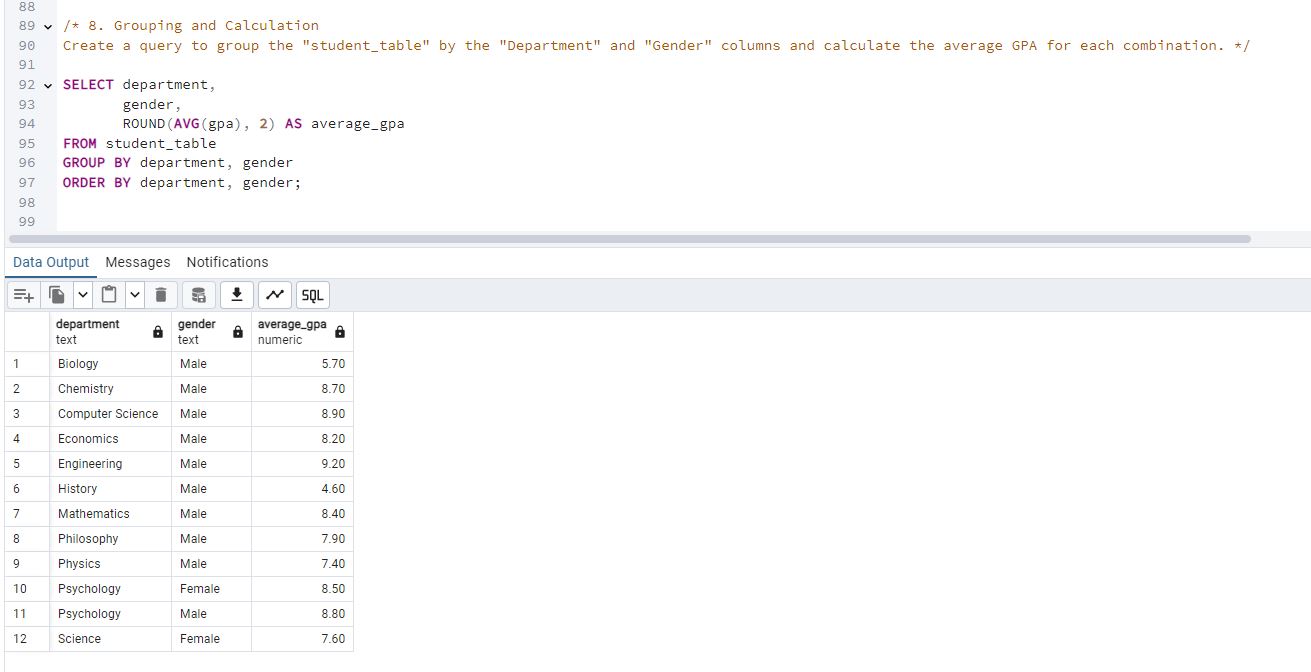 88
89 /* 8. Grouping and Calculation
90 Create a query to group the "student_table" by the "Department" and "Gender" columns and calculate the average GPA for each combination. */
91
92 SELECT department,
93 gender,
94 ROUND(AVG(gpa), 2) AS average_gpa
95 FROM student_table
96 GROUP BY department, gender
97 ORDER BY department, gender;
98
99
Data Output Messages Notifications
SQL
department gender average_gpa
text text numeric
1 Biology Male 5.70
2 Chemistry Male 8.70
3 Computer Science Male 8.90
4 Economics Male 8.20
5 Engineering Male 9.20
6 History Male 4.60
7 Mathematics Male 8.40
8 Philosophy Male 7.90
9 Physics Male 7.40
10 Psychology Female 8.50
11 Psychology Male 8.80
12 Science Female 7.60